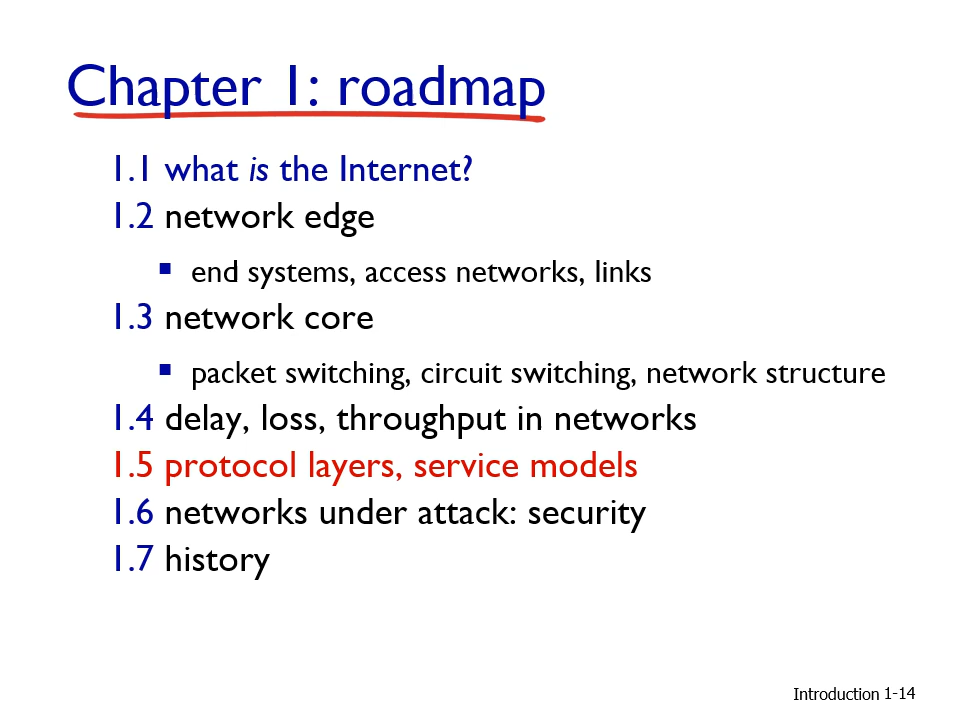 Chapter 1: roadmap
1.1 what is the Internet?
1.2 network edge
▪ end systems, access networks, links
1.3 network core
▪ packet switching, circuit switching, network structure
1.4 delay, loss, throughput in networks
1.5 protocol layers, service models
1.6 networks under attack: security
1.7 history
Introduction 1-14